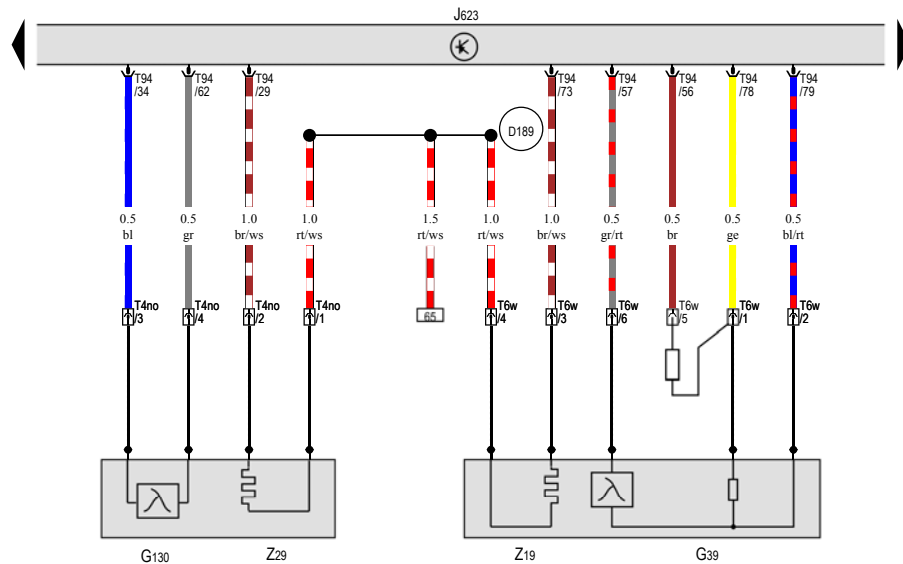 J623
T94 T94 T94 T94 T94 T94 T94 T94
/34 /62 /29 /73 /57 /56 /78 /79
D189
0.5 0.5 1.0 1.0 1.5 1.0 1.0 0.5 0.5 0.5 0.5
bl gr br/ws rt/ws rt/ws rt/ws br/ws gr/rt br ge bl/rt
T4no T4no T4no T4no T6w T6w T6w T6w T6w T6w
/3 /4 /2 /1 65 /4 /3 /6 /5 /1 /2
G130 Z29 Z19 G39